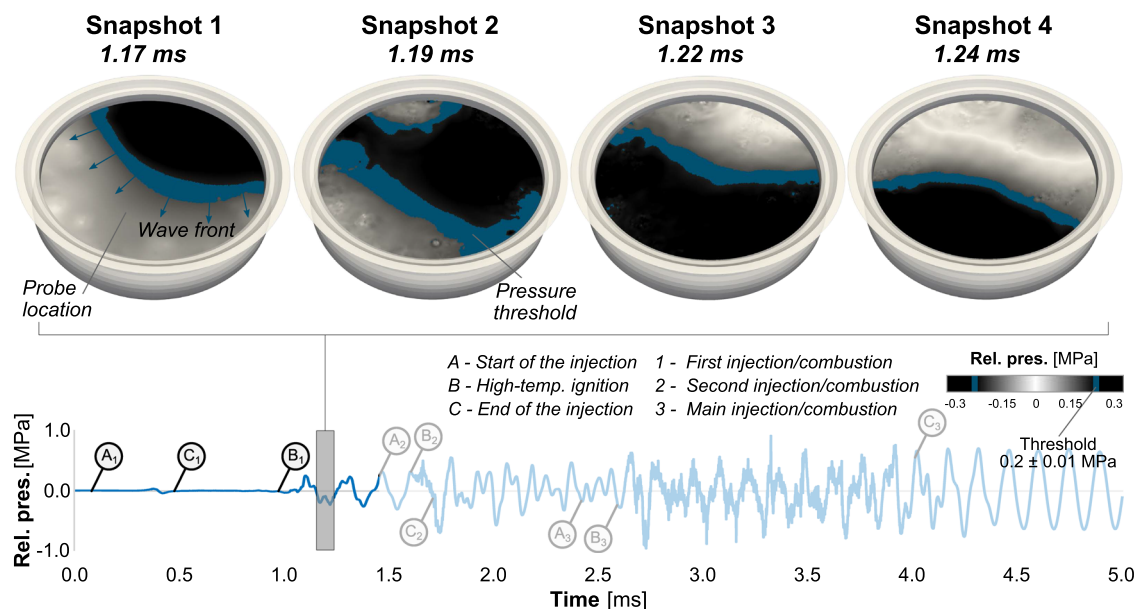 Snapshot 1
1.17 ms
Snapshot 2
1.19 ms
Snapshot 3
1.22 ms
Snapshot 4
1.24 ms
Wave front
Probe
location
Pressure
threshold
A - Start of the injection
B - High-temp. ignition
C - End of the injection
1 - First injection/combustion
2 - Second injection/combustion
3 - Main injection/combustion
Rel. pres. [MPa]
-0.3 -0.15 0 0.15 0.3
Threshold
0.2 ± 0.01 MPa
Rel. pres. [MPa]
1.0
0.0
-1.0
A1
C1
B1
A2
B2
C2
A3
B3
C3
0.0 0.5 1.0 1.5 2.0 2.5 3.0 3.5 4.0 4.5 5.0
Time [ms]